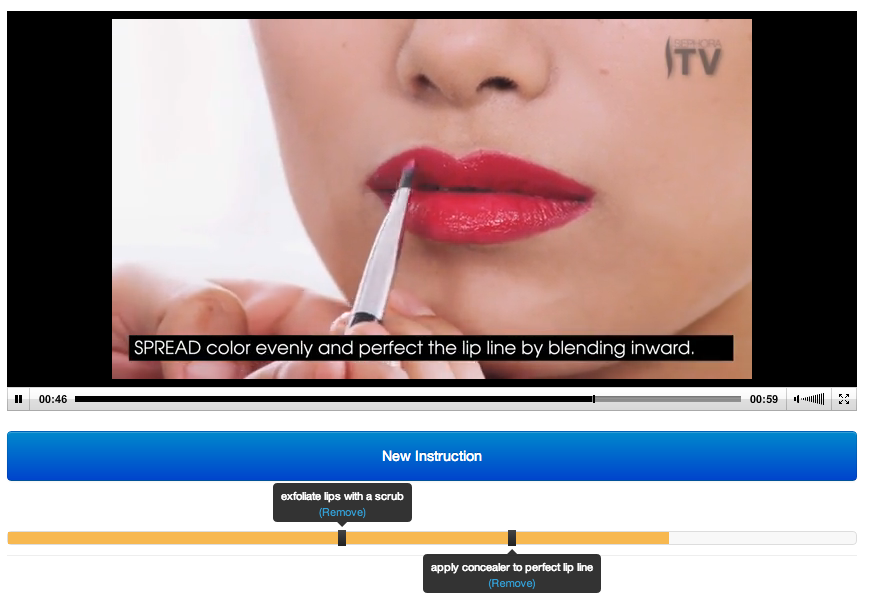 SEPHORA
TV
SPREAD color evenly and perfect the lip line by blending inward.
00:46
00:59
New Instruction
exfoliate lips with a scrub
(Remove)
apply concealer to perfect lip line
(Remove)